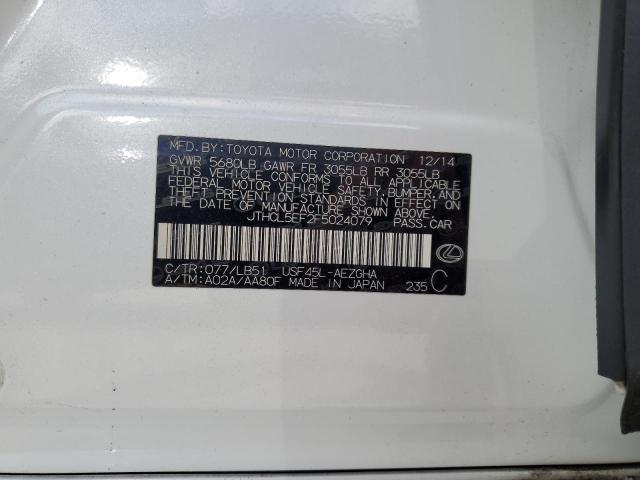 MFD. BY: TOYOTA MOTOR CORPORATION 12/14
GVWR 5680LB GAWR FR 3055LB RR 3055LB
THIS VEHICLE CONFORMS TO ALL APPLICABLE
FEDERAL MOTOR VEHICLE SAFETY, BUMPER, AND
THEFT PREVENTION STANDARDS IN EFFECT ON
THE DATE OF MANUFACTURE SHOWN ABOVE.
JTHCL5EF2F5024079 PASS. CAR
C/TR: 077/LB51 USF45L-AEZGHA
A/TM: A02A/AA80F MADE IN JAPAN 235 C